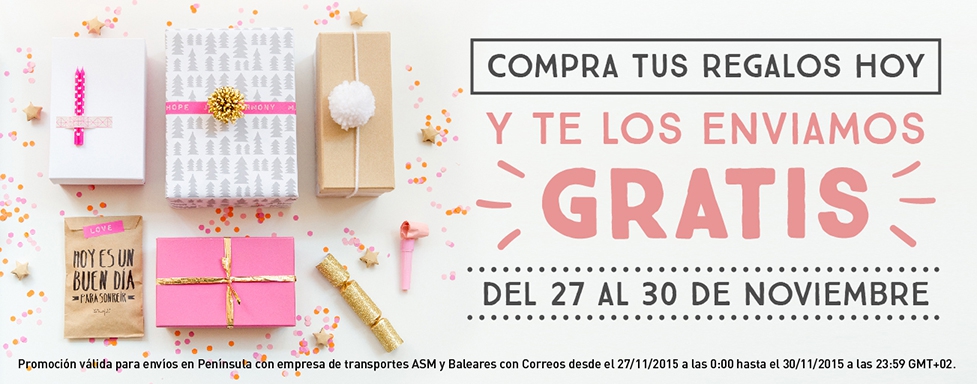 COMPRA TUS REGALOS HOY
Y TE LOS ENVIAMOS
GRATIS
DEL 27 AL 30 DE NOVIEMBRE
HOPE HARMONY
LOVE
HOY ES UN
BUEN DIA
PARA SONREIR
Promoción válida para envíos en Península con empresa de transportes ASM y Baleares con Correos desde el 27/11/2015 a las 0:00 hasta el 30/11/2015 a las 23:59 GMT+02.